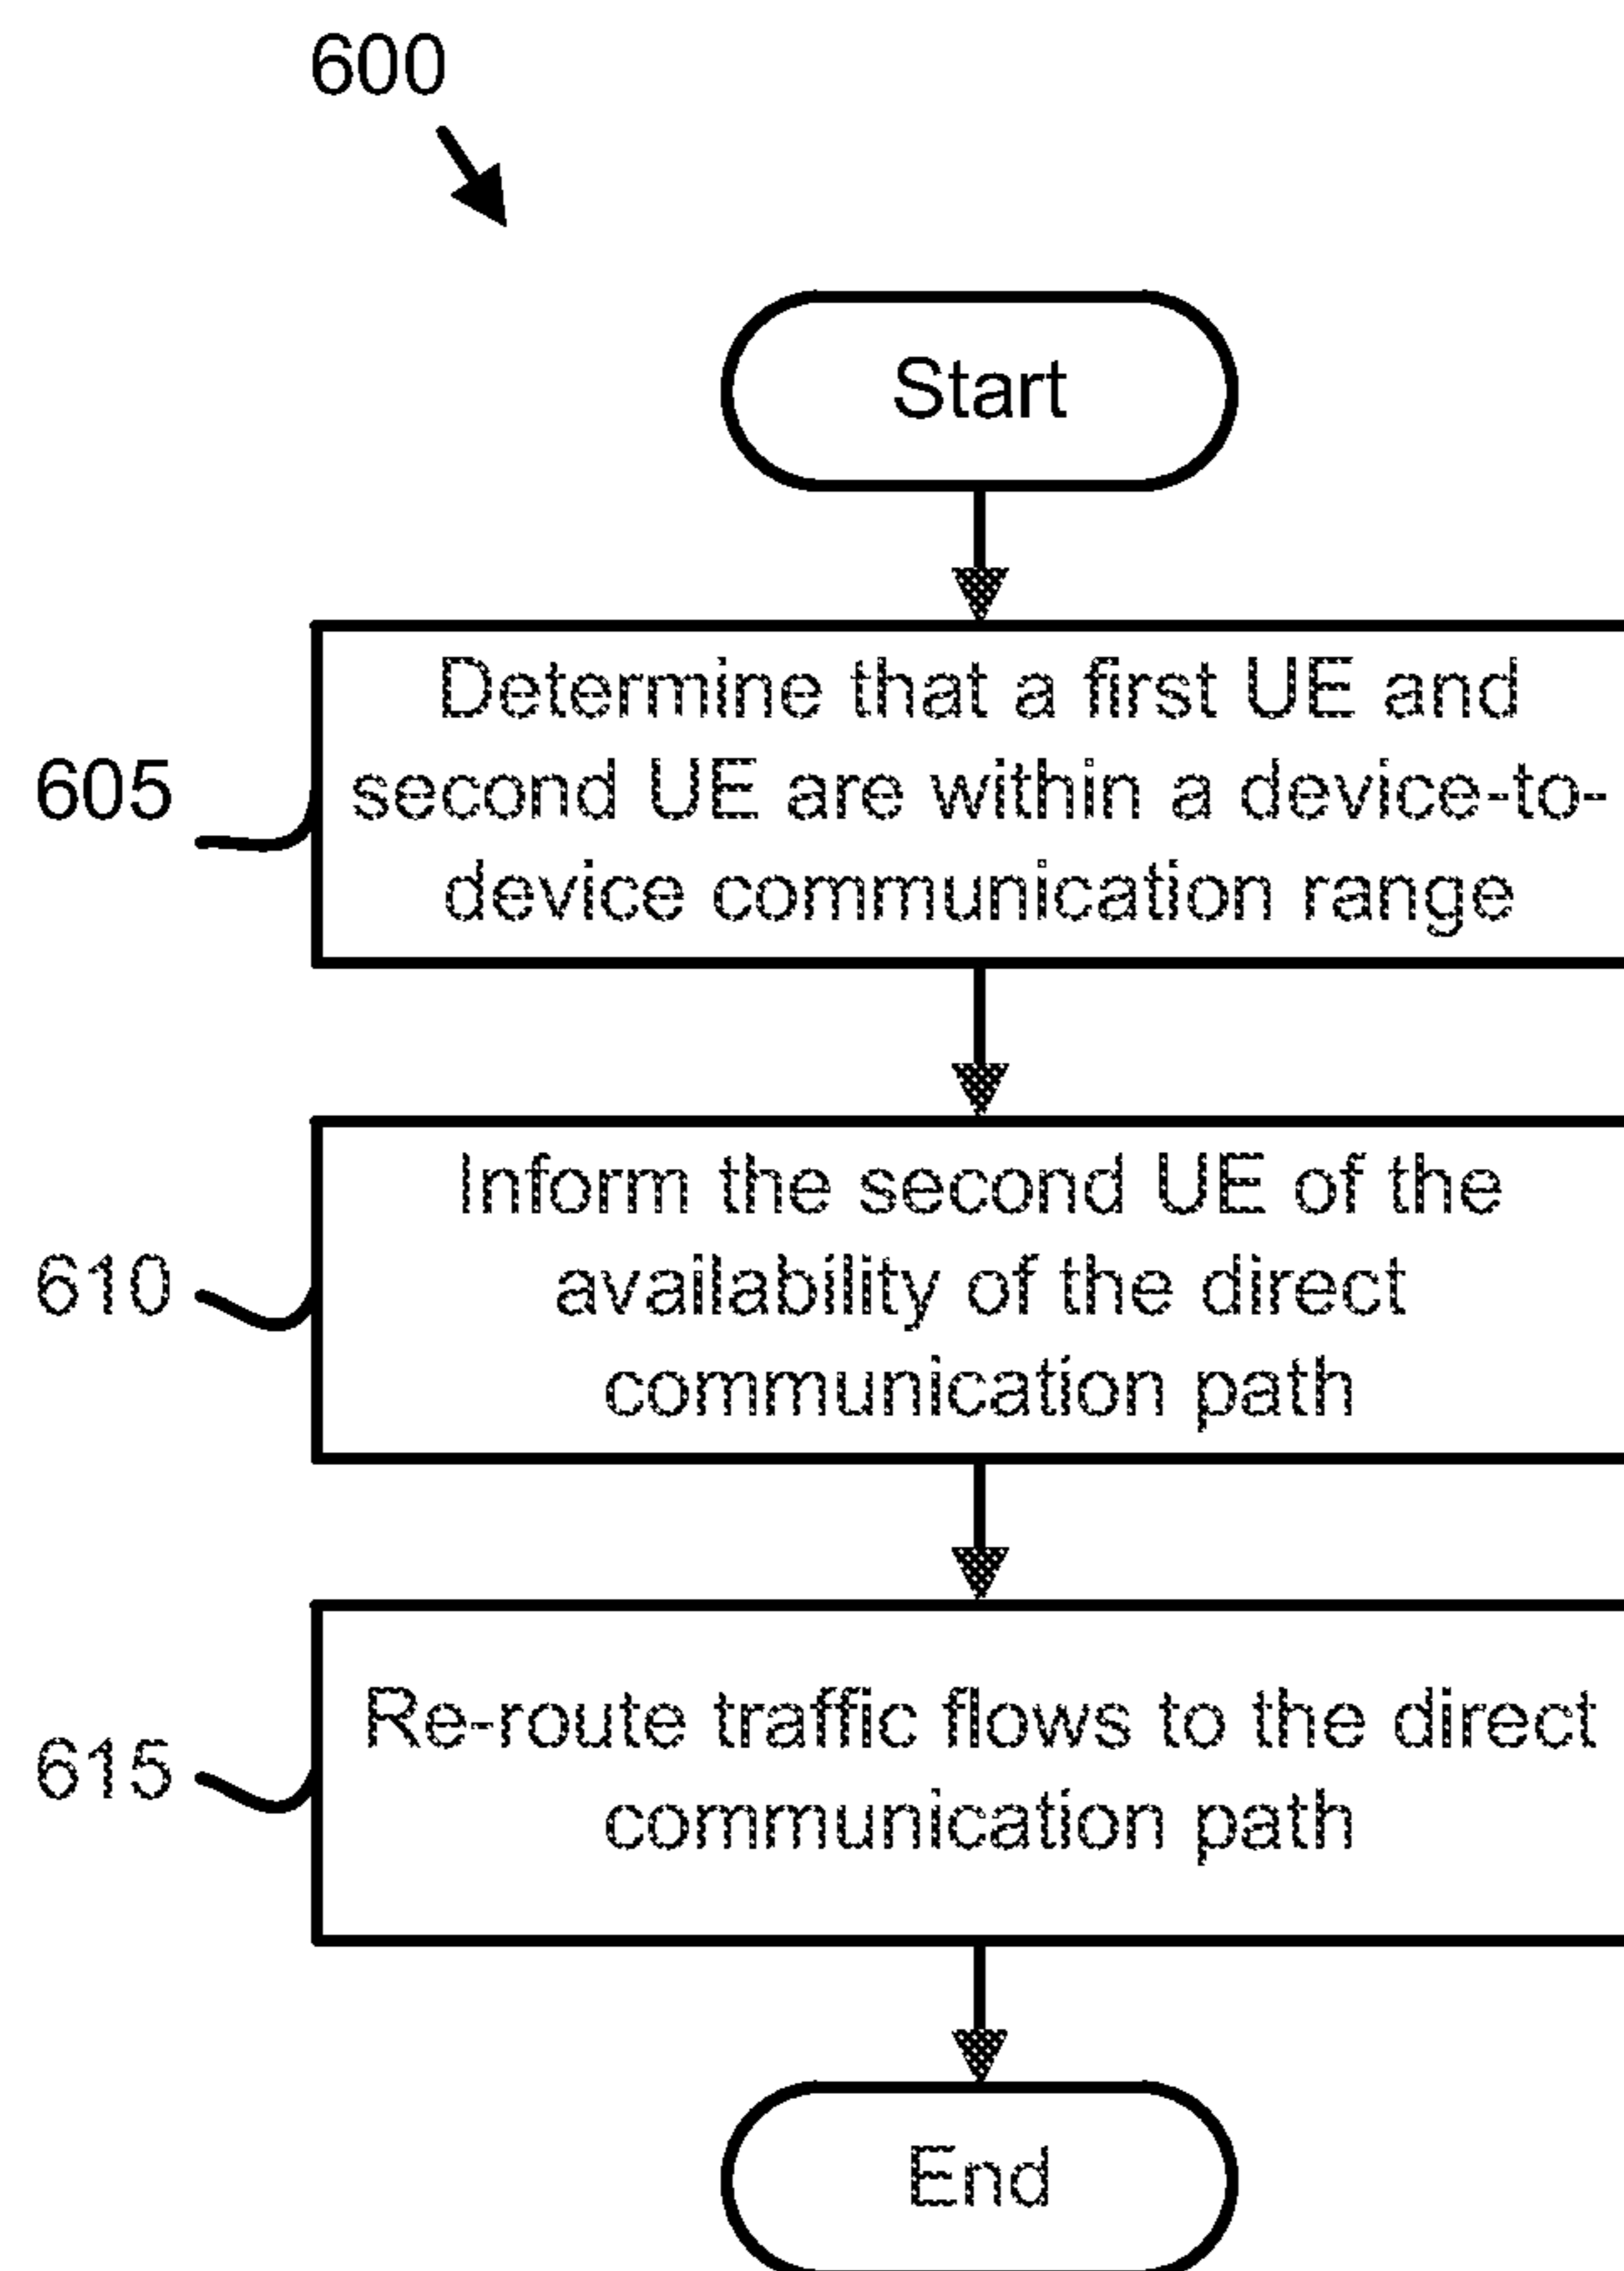 600
Start
605
Determine that a first UE and
second UE are within a device-to-
device communication range
610
Inform the second UE of the
availability of the direct
communication path
615
Re-route traffic flows to the direct
communication path
End